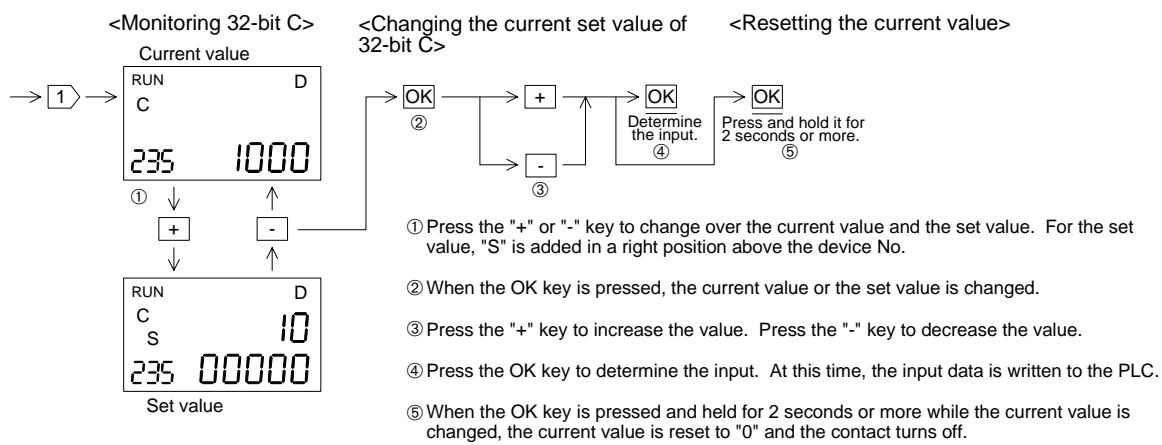 <Monitoring 32-bit C>
<Changing the current set value of
32-bit C>
<Resetting the current value>
Current value
1
RUN D
C
235 1000
①
+
-
RUN D
C
S 10
235 00000
Set value
OK
②
+
-
③
OK
Determine
the input.
④
OK
Press and hold it for
2 seconds or more.
⑤
① Press the "+" or "-" key to change over the current value and the set value. For the set
value, "S" is added in a right position above the device No.
② When the OK key is pressed, the current value or the set value is changed.
③ Press the "+" key to increase the value. Press the "-" key to decrease the value.
④ Press the OK key to determine the input. At this time, the input data is written to the PLC.
⑤ When the OK key is pressed and held for 2 seconds or more while the current value is
changed, the current value is reset to "0" and the contact turns off.